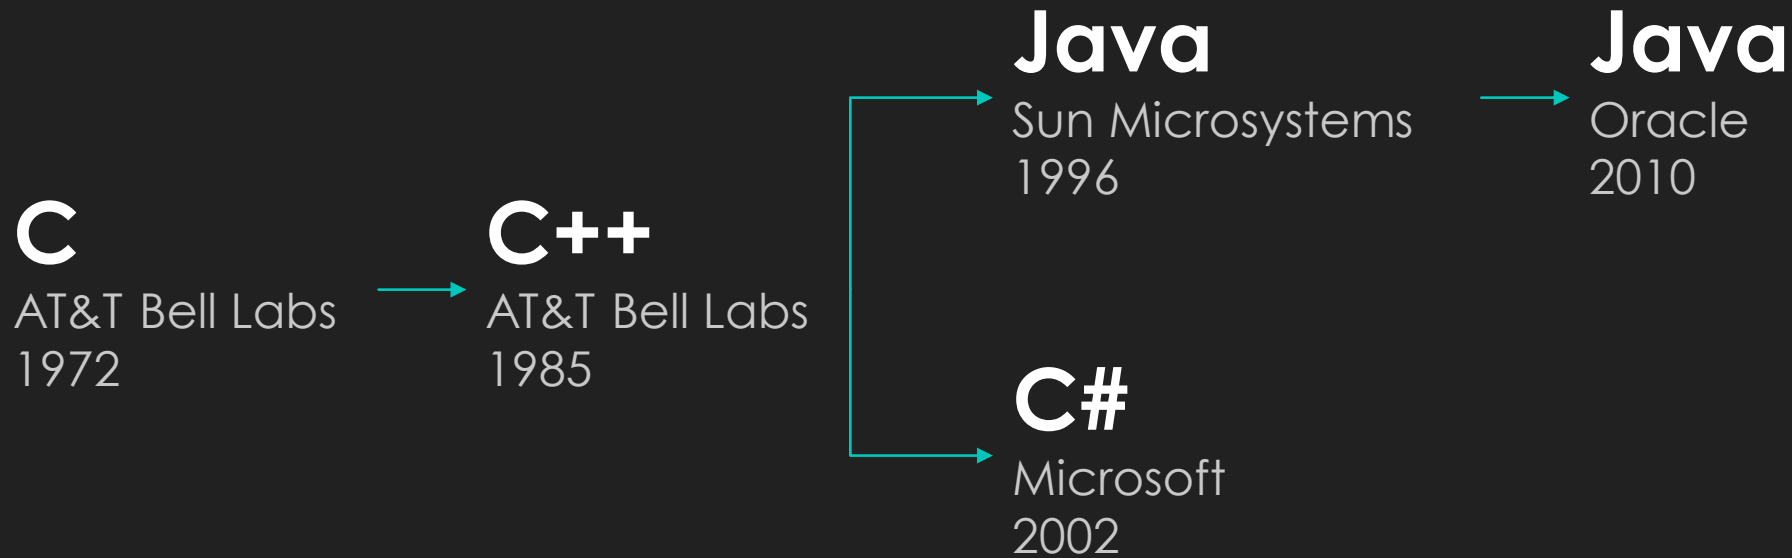 C
AT&T Bell Labs
1972
C++
AT&T Bell Labs
1985
Java
Sun Microsystems
1996
Java
Oracle
2010
C#
Microsoft
2002